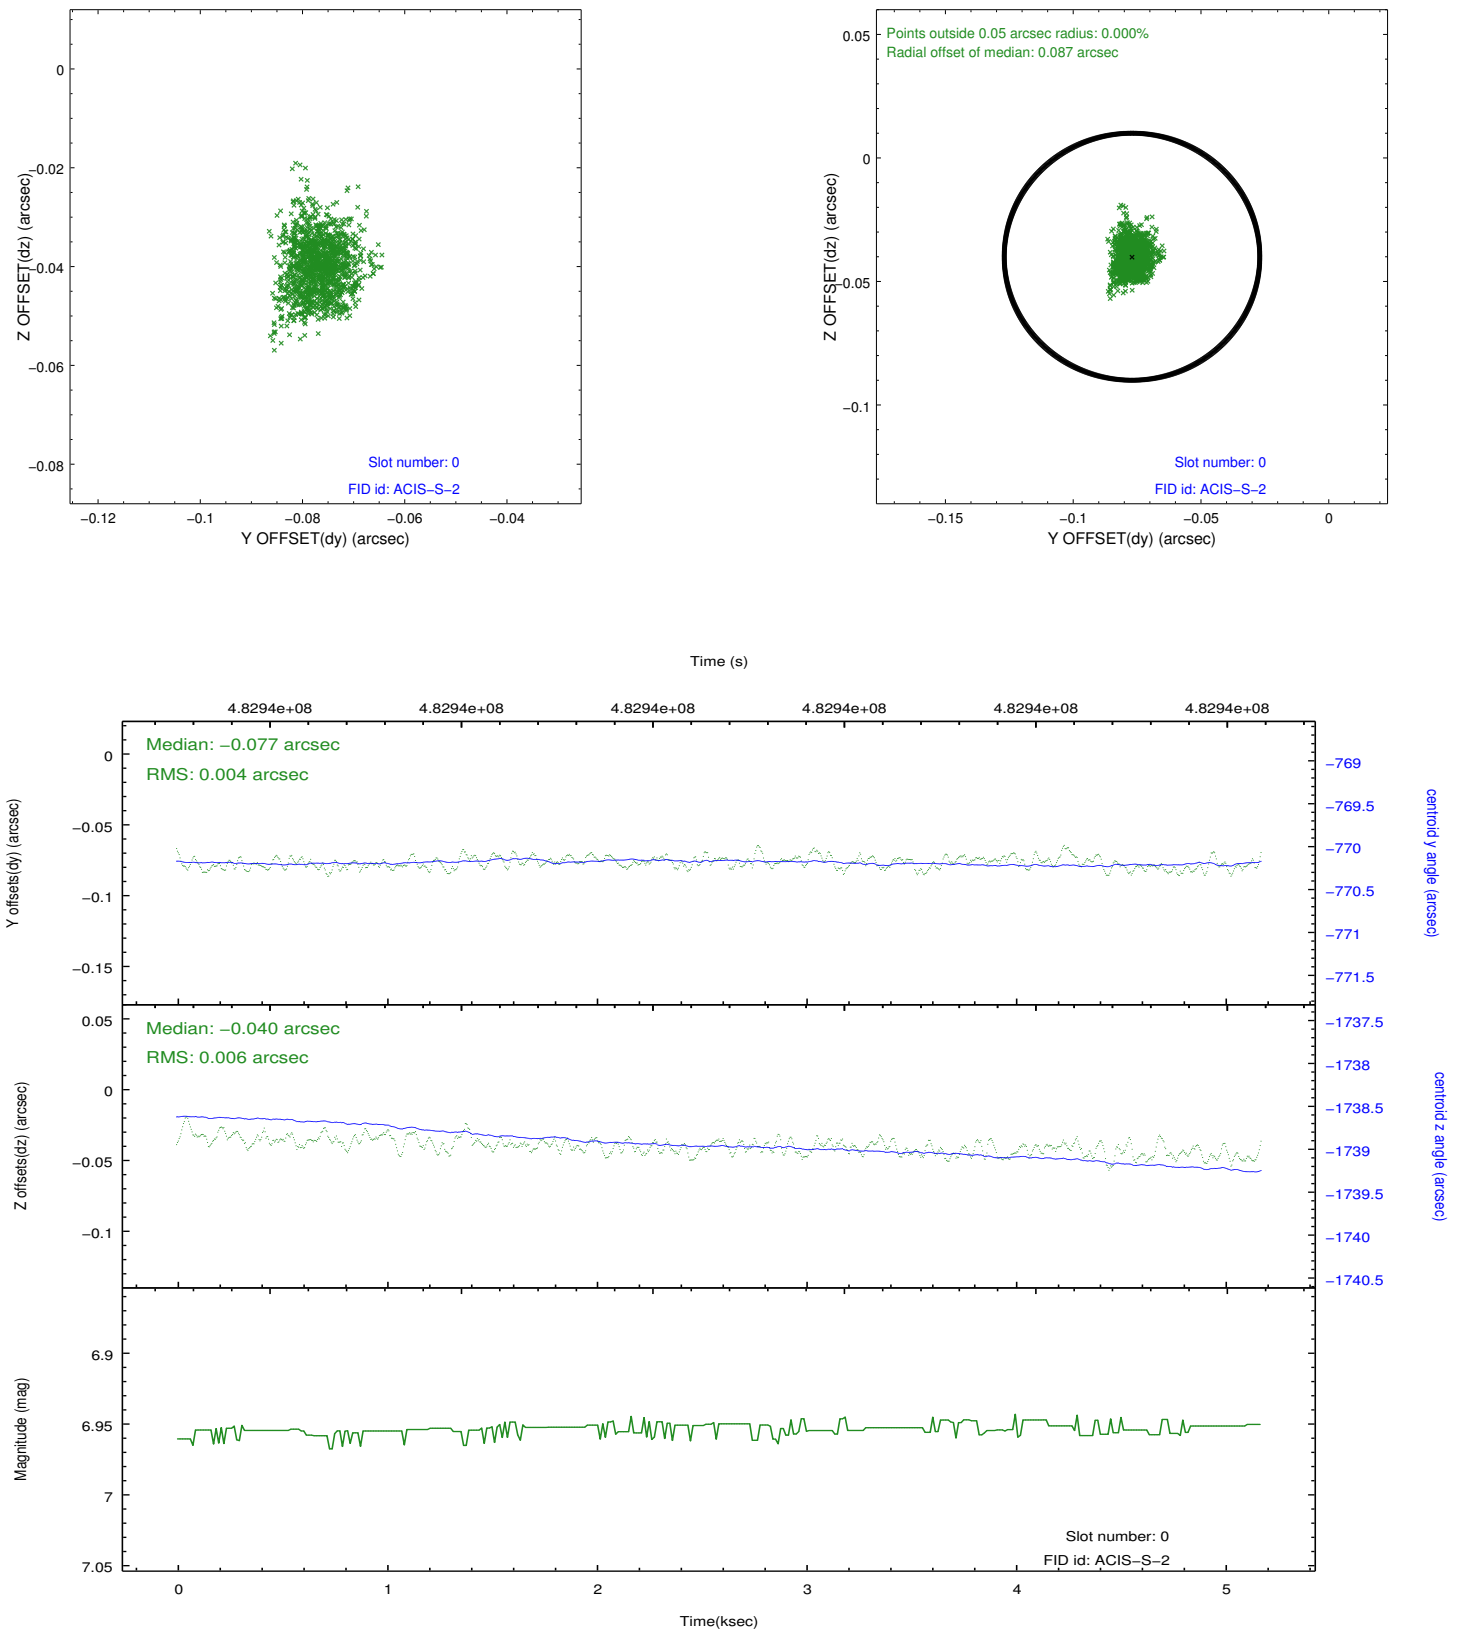 0
−0.02
−0.04
−0.06
−0.08
Z OFFSET(dz) (arcsec)
Slot number: 0
FID id: ACIS−S−2
−0.12
−0.1
−0.08
−0.06
−0.04
Y OFFSET(dy) (arcsec)
Points outside 0.05 arcsec radius: 0.000%
Radial offset of median: 0.087 arcsec
0.05
0
−0.05
−0.1
Z OFFSET(dz) (arcsec)
Slot number: 0
FID id: ACIS−S−2
−0.15
−0.1
−0.05
0
Y OFFSET(dy) (arcsec)
Time (s)
4.8294e+08
4.8294e+08
4.8294e+08
4.8294e+08
4.8294e+08
4.8294e+08
Median: −0.077 arcsec
RMS: 0.004 arcsec
0
−0.05
−0.1
−0.15
Y offsets(dy) (arcsec)
−769
−769.5
−770
−770.5
−771
−771.5
centroid y angle (arcsec)
Median: −0.040 arcsec
RMS: 0.006 arcsec
0.05
0
−0.05
−0.1
Z offsets(dz) (arcsec)
−1737.5
−1738
−1738.5
−1739
−1739.5
−1740
−1740.5
centroid z angle (arcsec)
6.9
6.95
7
7.05
Magnitude (mag)
Slot number: 0
FID id: ACIS−S−2
0
1
2
3
4
5
Time(ksec)